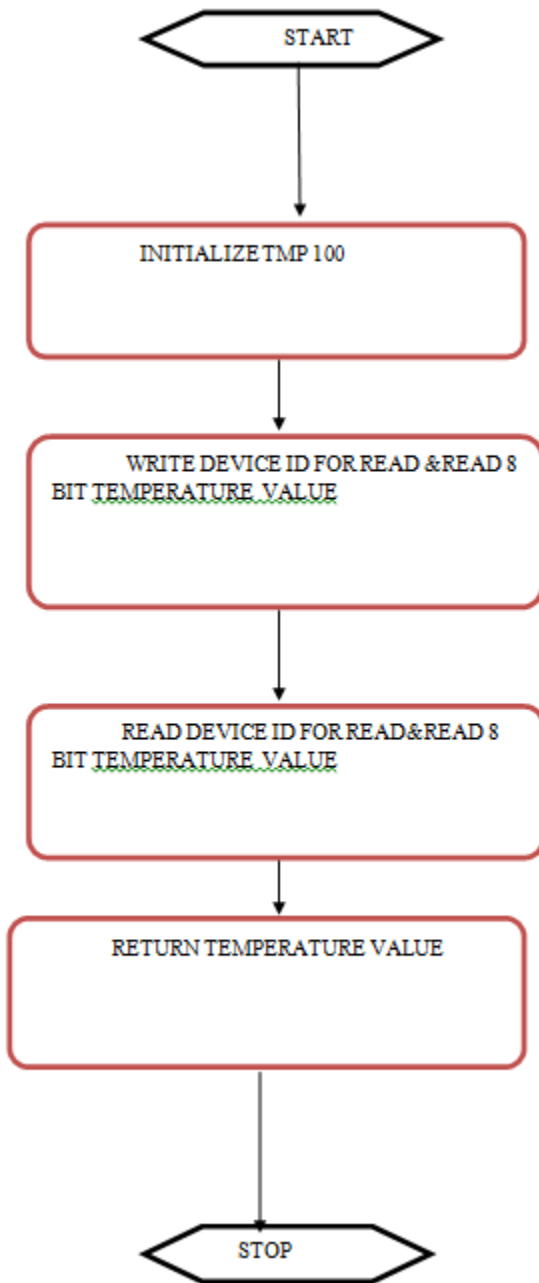 START
INITIALIZE TMP 100
WRITE DEVICE ID FOR READ &READ 8
BIT TEMPERATURE VALUE
READ DEVICE ID FOR READ&READ 8
BIT TEMPERATURE VALUE
RETURN TEMPERATURE VALUE
STOP